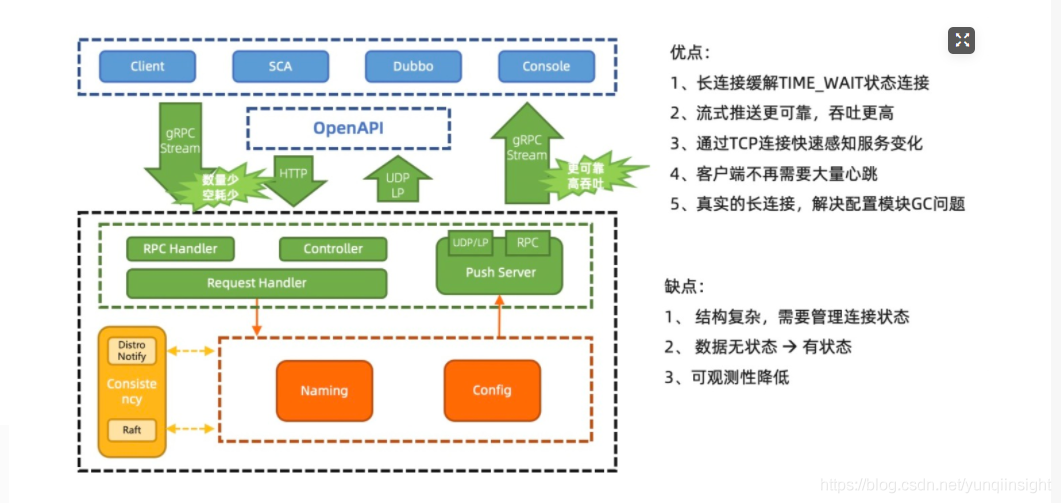 Client
SCA
Dubbo
Console
OpenAPI
gRPC
Stream
数量少
空耗少
HTTP
UDP
LP
gRPC
Stream
更可靠
高吞吐
RPC Handler
Controller
Request Handler
UDP/LP
RPC
Push Server
Distro
Notify
Consiste
ncy
Raft
Naming
Config
优点：
1、长连接缓解TIME_WAIT状态连接
2、流式推送更可靠，吞吐更高
3、通过TCP连接快速感知服务变化
4、客户端不再需要大量心跳
5、真实的长连接，解决配置模块GC问题
缺点：
1、 结构复杂，需要管理连接状态
2、 数据无状态 → 有状态
3、可观测性降低
https://blog.csdn.net/yunqiinsight